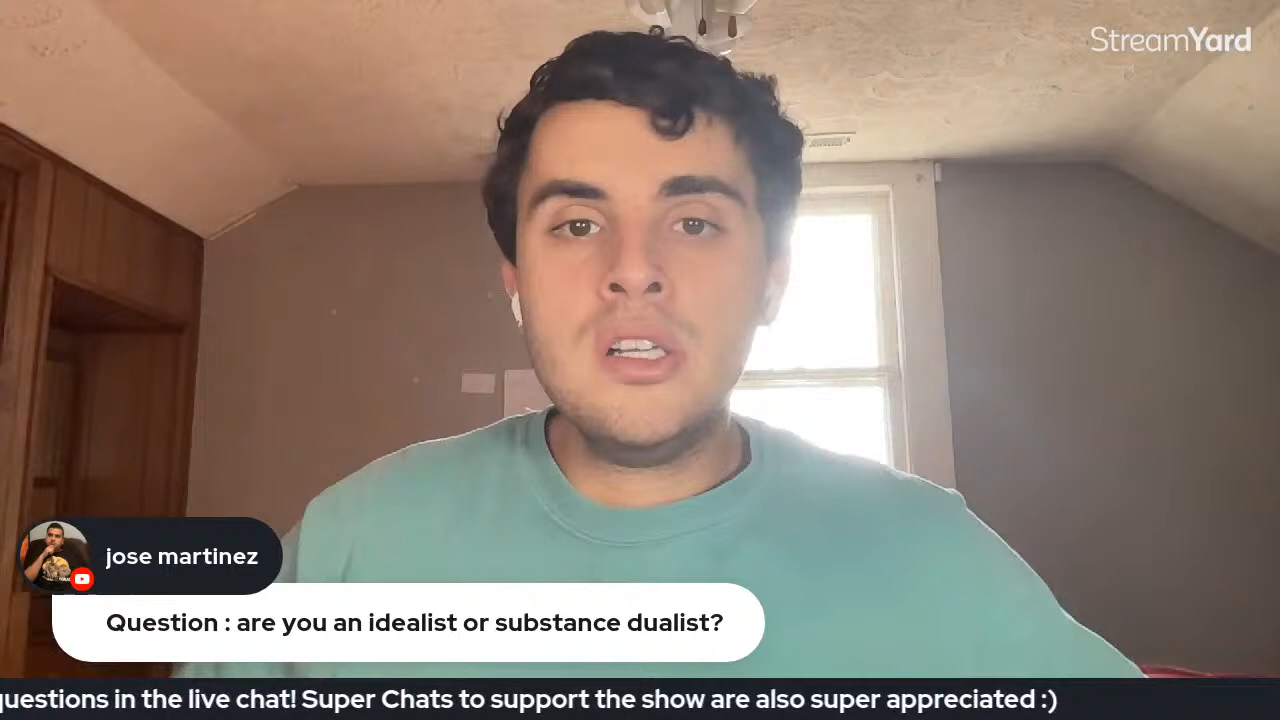 StreamYard
jose martinez
Question : are you an idealist or substance dualist?
questions in the live chat! Super Chats to support the show are also super appreciated :)